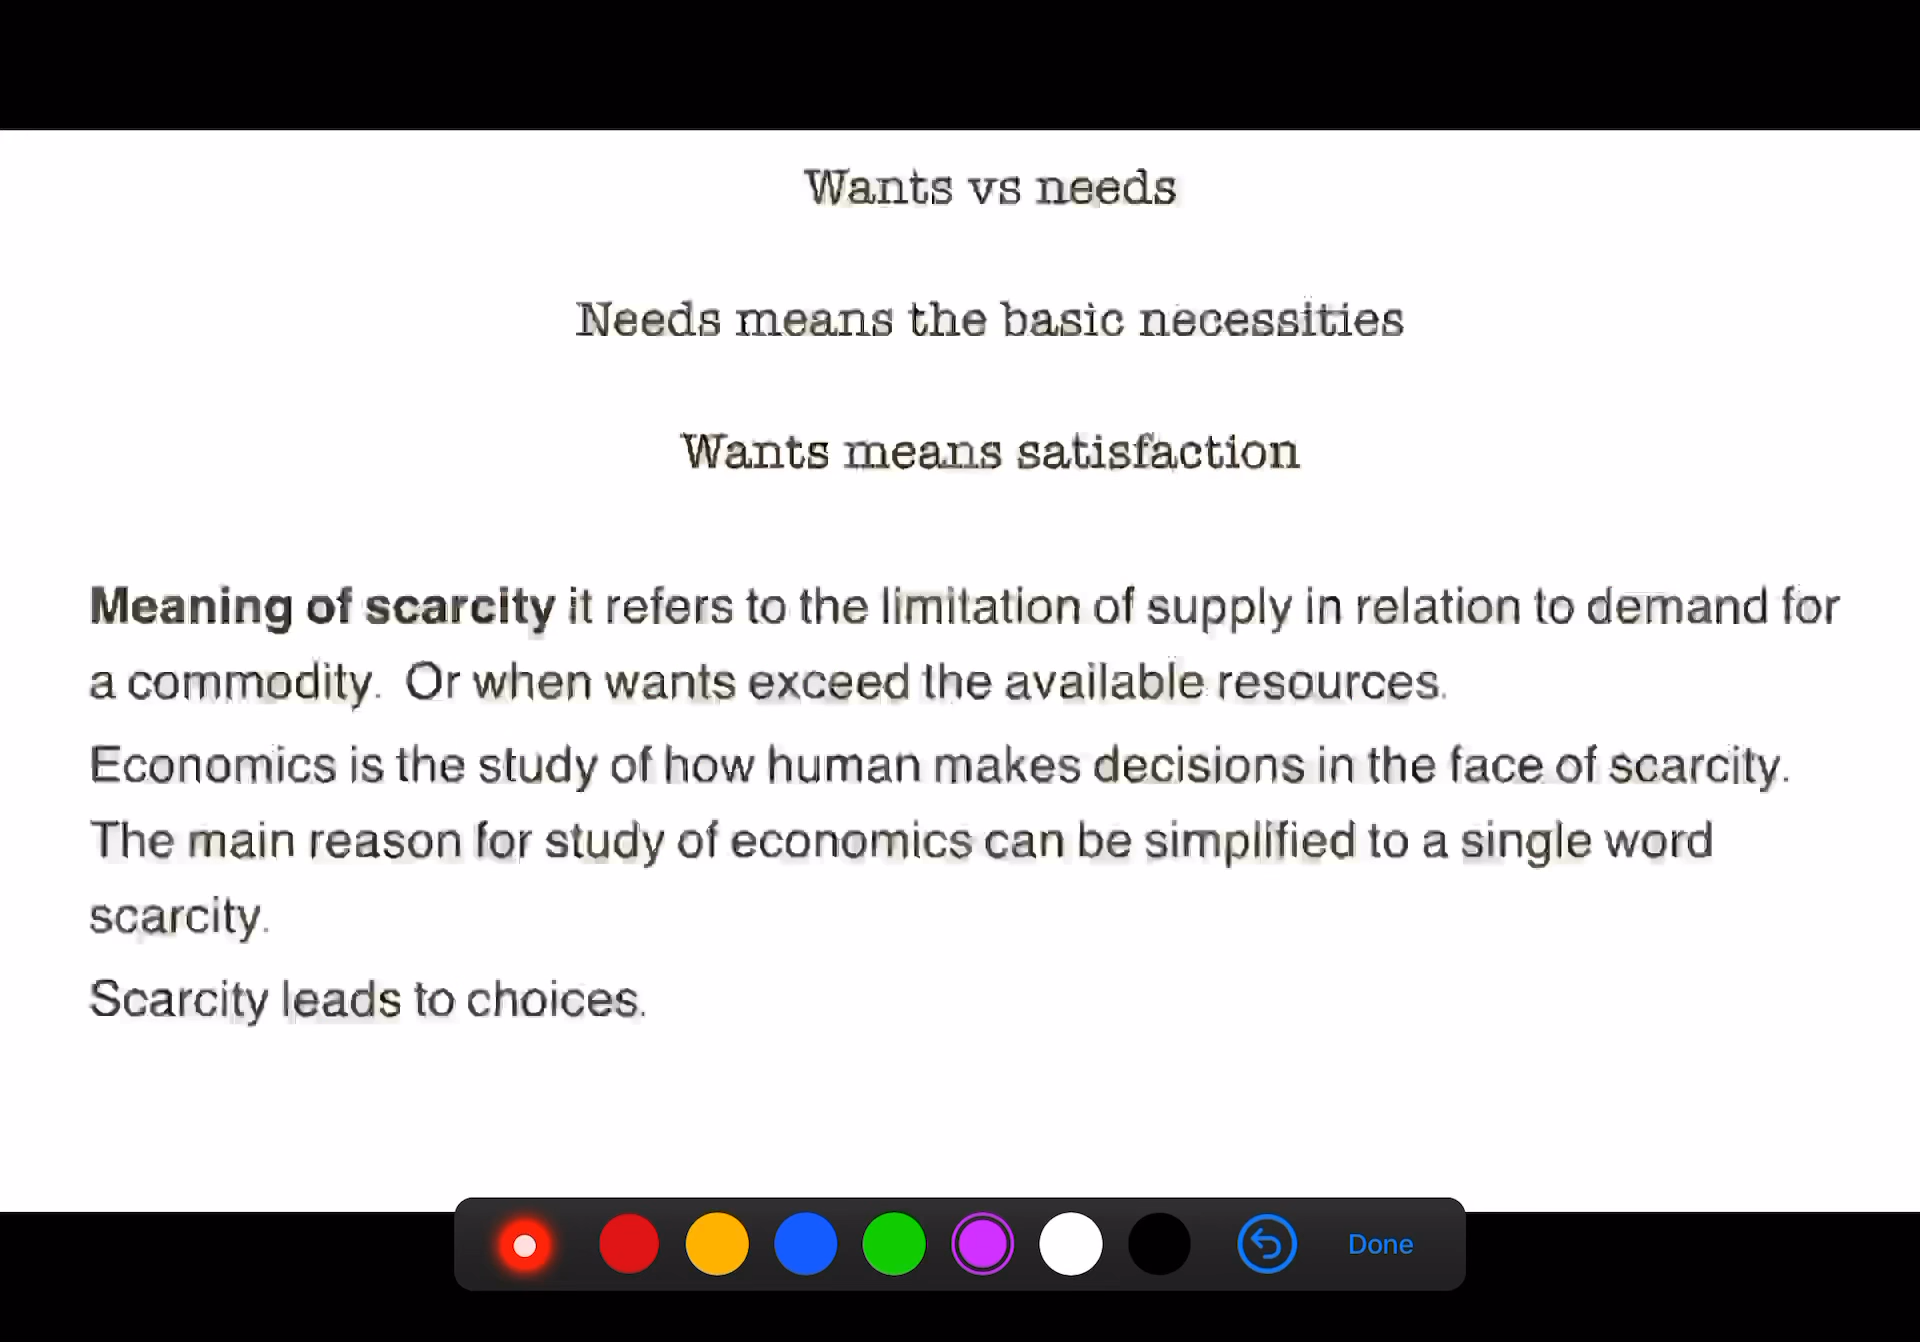 Wants vs needs
Needs means the basic necessities
Wants means satisfaction
Meaning of scarcity it refers to the limitation of supply in relation to demand for
a commodity.  Or when wants exceed the available resources.
Economics is the study of how human makes decisions in the face of scarcity.
The main reason for study of economics can be simplified to a single word
scarcity.
Scarcity leads to choices.
Done